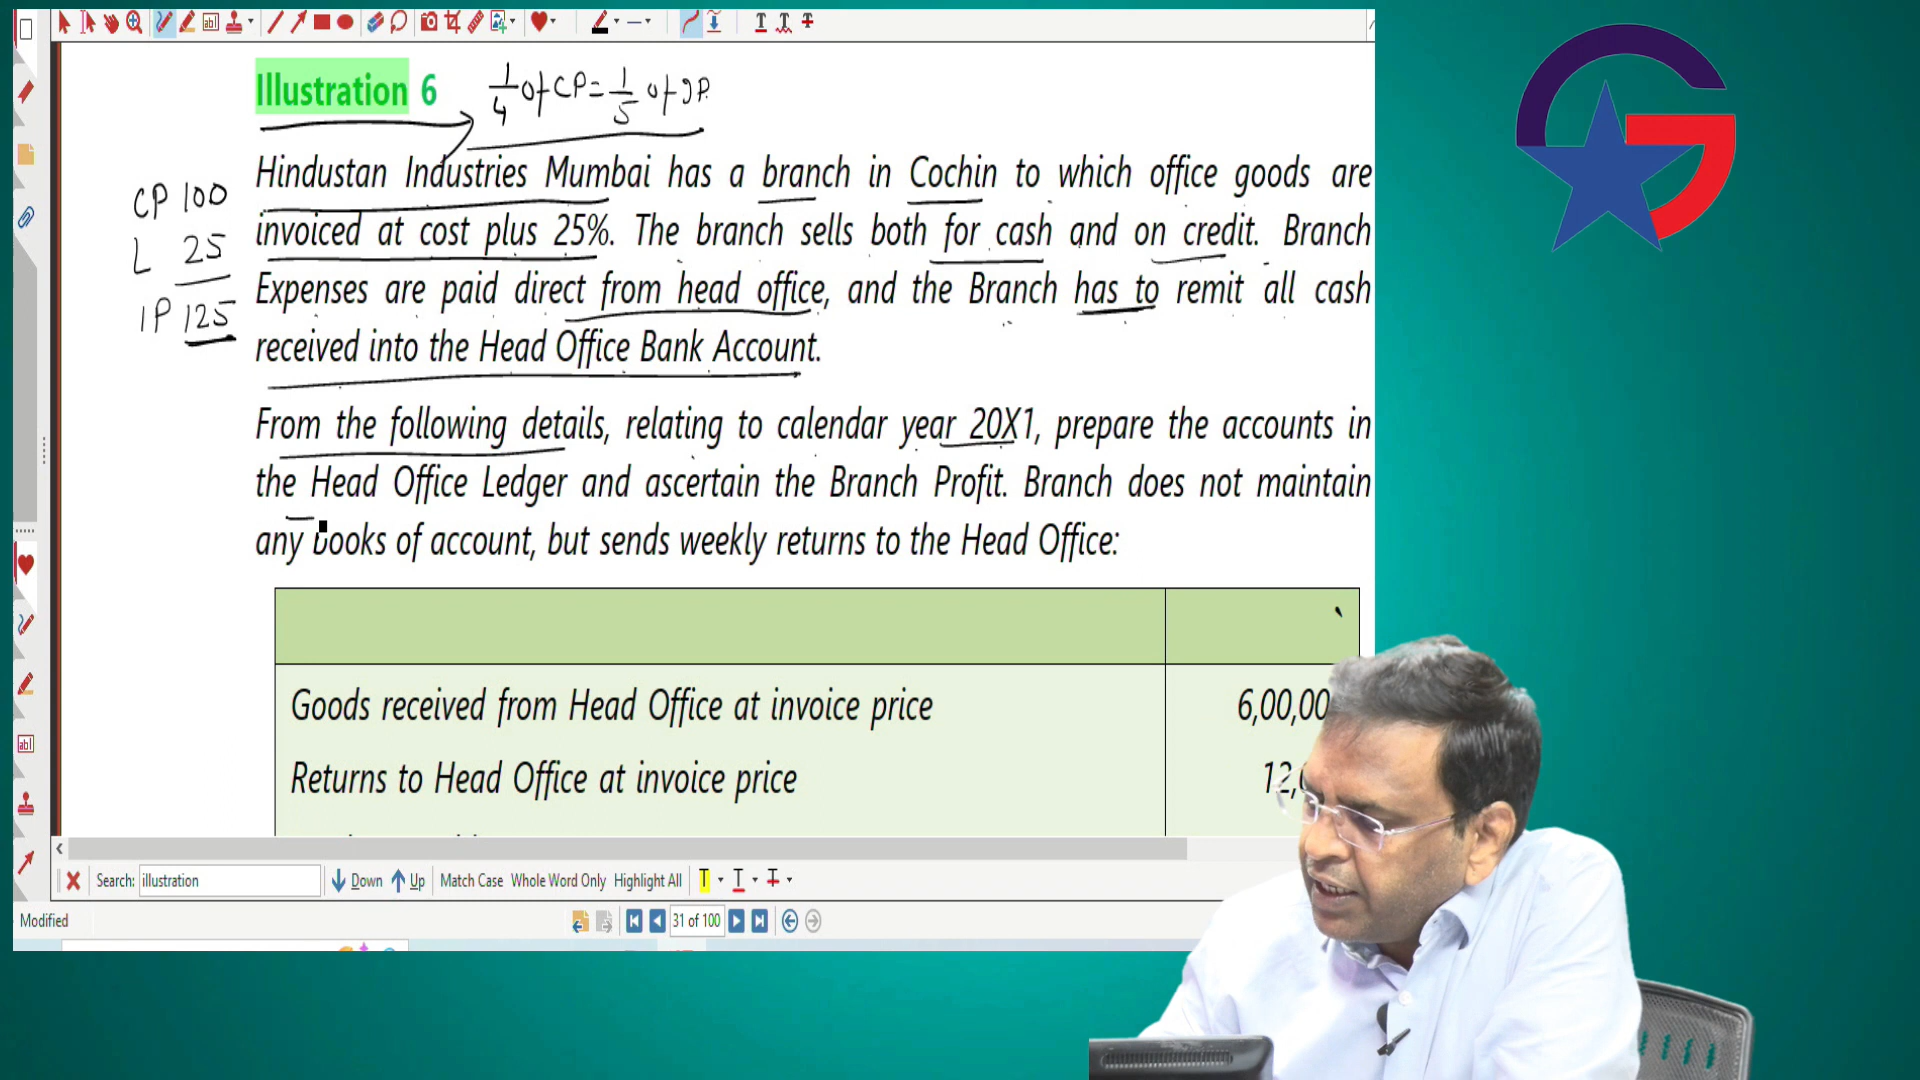 Illustration 6
1/4 of CP = 1/5 of IP.
Hindustan Industries Mumbai has a branch in Cochin to which office goods are
CP 100
invoiced at cost plus 25%. The branch sells both for cash and on credit. Branch
L 25
Expenses are paid direct from head office, and the Branch has to remit all cash
IP 125
received into the Head Office Bank Account.
From the following details, relating to calendar year 20X1, prepare the accounts in
the Head Office Ledger and ascertain the Branch Profit. Branch does not maintain
any books of account, but sends weekly returns to the Head Office:
Goods received from Head Office at invoice price 6,00,00
Returns to Head Office at invoice price
Search: illustration Down Up Match Case Whole Word Only Highlight All
Modified 31 of 100